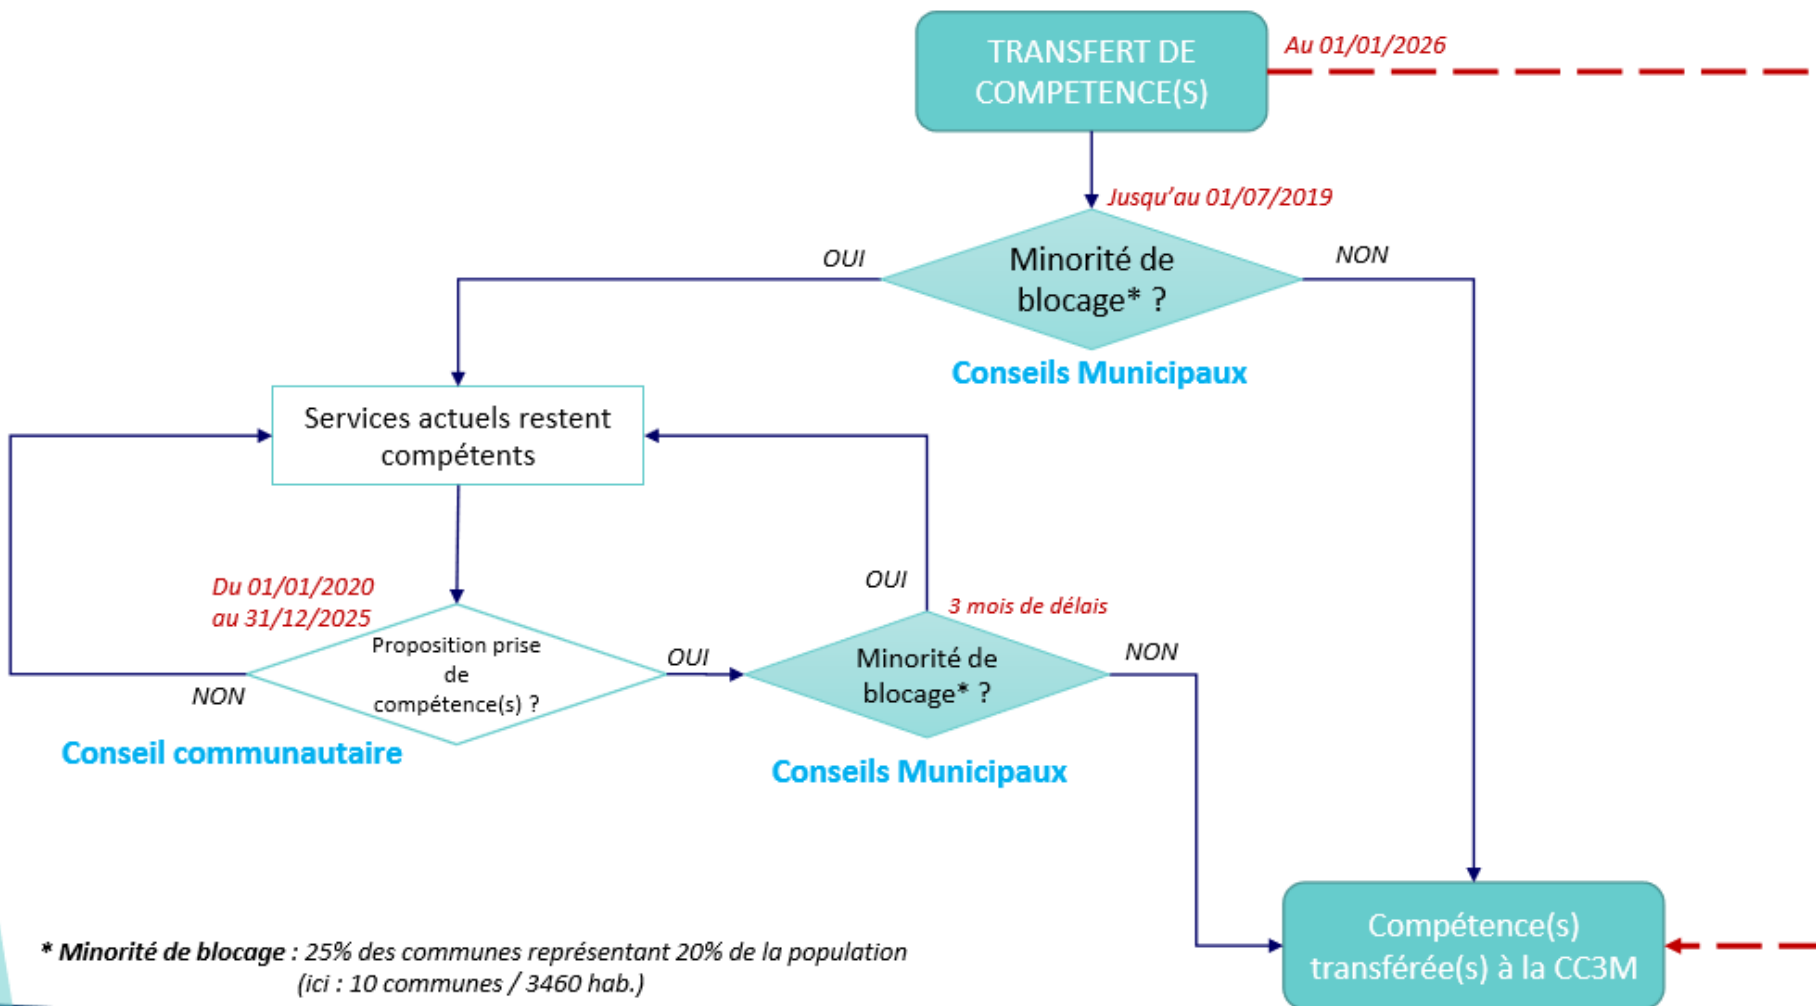 TRANSFERT DE
COMPETENCE(S)
Au 01/01/2026
Jusqu'au 01/07/2019
OUI
Minorité de
blocage* ?
NON
Conseils Municipaux
Services actuels restent
compétents
Du 01/01/2020
au 31/12/2025
Proposition prise
de
compétence(s) ?
NON
OUI
Conseil communautaire
OUI
3 mois de délais
Minorité de
blocage* ?
NON
Conseils Municipaux
Compétence(s)
transférée(s) à la CC3M
* Minorité de blocage : 25% des communes représentant 20% de la population
(ici : 10 communes / 3460 hab.)